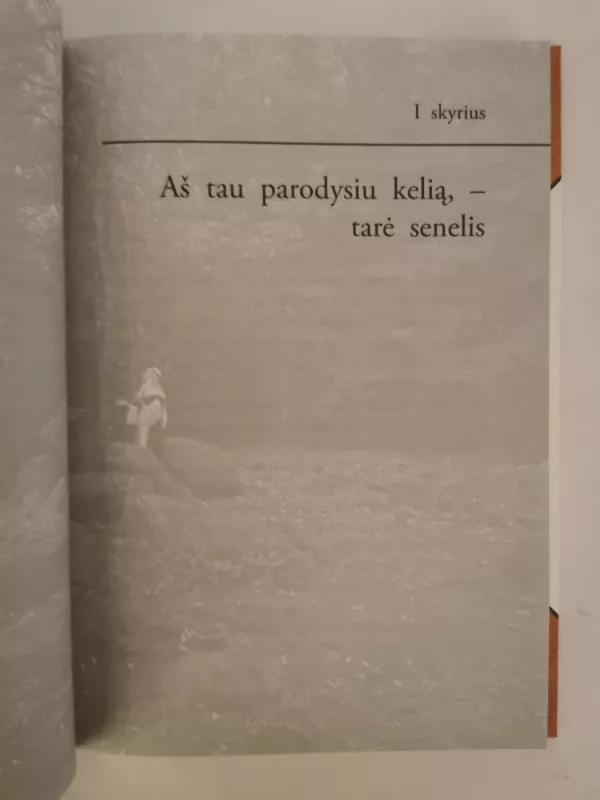 I skyrius
Aš tau parodysiu kelią, –
tarė senelis